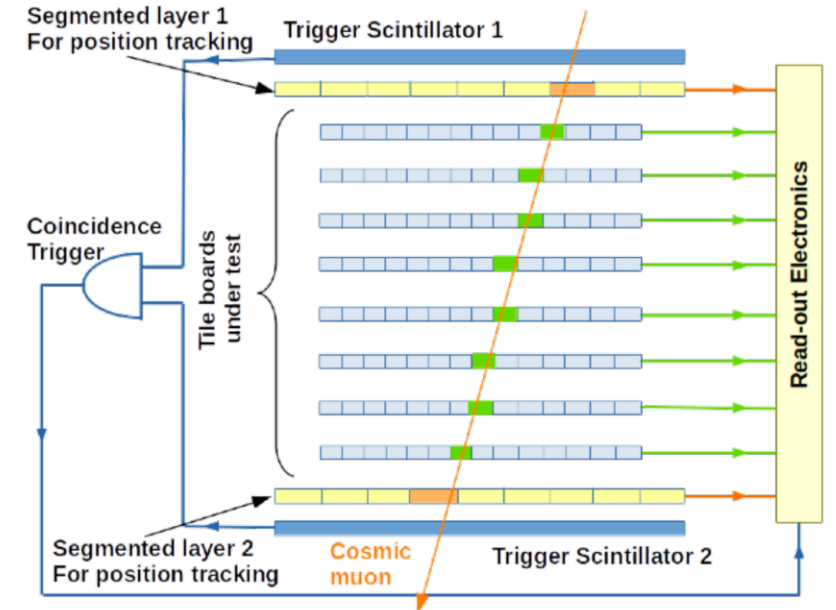 Segmented layer 1
For position tracking
Trigger Scintillator 1
Coincidence
Trigger
Tile boards
under test
Read-out Electronics
Segmented layer 2
For position tracking
Cosmic
muon
Trigger Scintillator 2